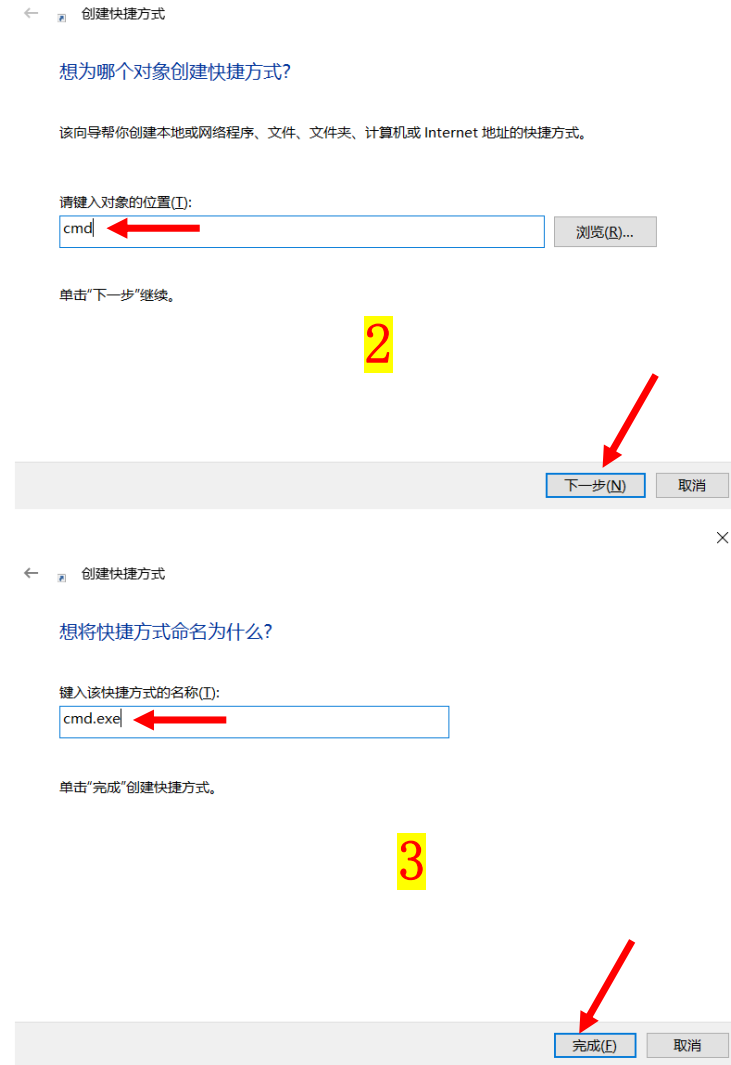 创建快捷方式
想为哪个对象创建快捷方式?
该向导帮你创建本地或网络程序、文件、文件夹、计算机或 Internet 地址的快捷方式。
请键入对象的位置(T):
cmd
浏览(R)...
单击"下一步"继续。
2
下一步(N)
取消
创建快捷方式
想将快捷方式命名为什么?
键入该快捷方式的名称(T):
cmd.exe
单击"完成"创建快捷方式。
3
完成(F)
取消